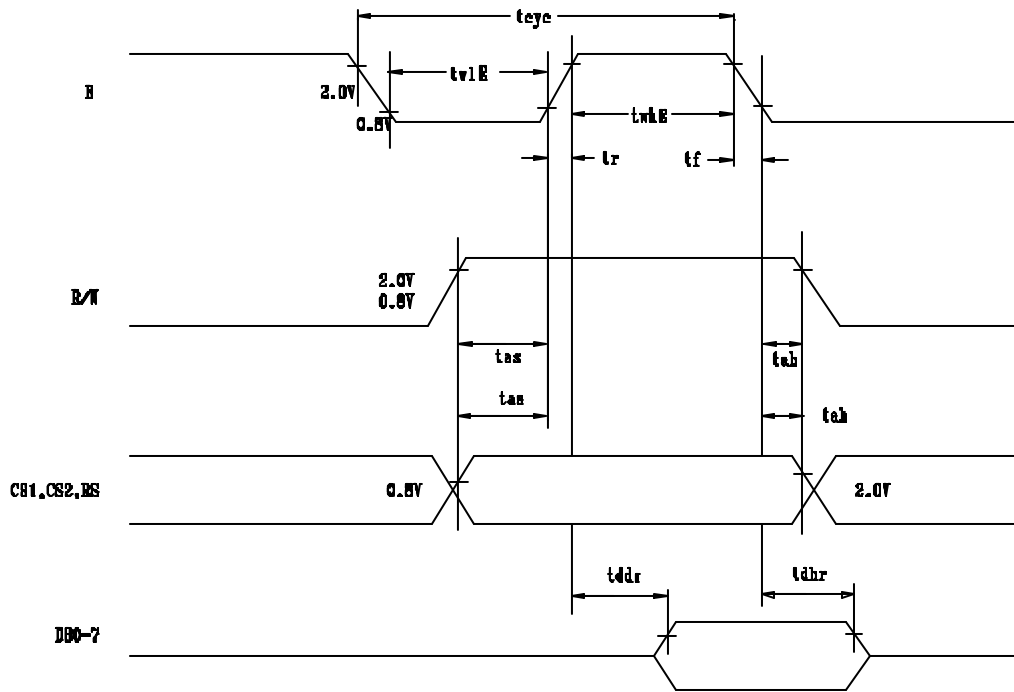 tcyc
twlE
E
2.0V
twhE
0.8V
tr
tf
2.0V
R/W
0.8V
tas
tah
tas
tah
CS1,CS2,RS
0.8V
2.0V
tddr
tdhr
DB0-7